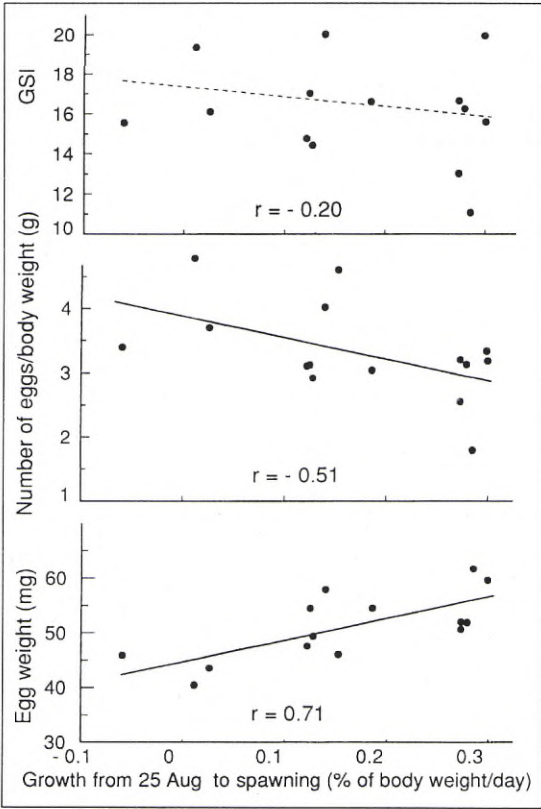 GSI
20
18
16
14
12
10
r = - 0.20
Number of eggs/body weight (g)
4
3
2
1
r = - 0.51
Egg weight (mg)
60
50
40
30
r = 0.71
- 0.1
0
0.1
0.2
0.3
Growth from 25 Aug to spawning (% of body weight/day)